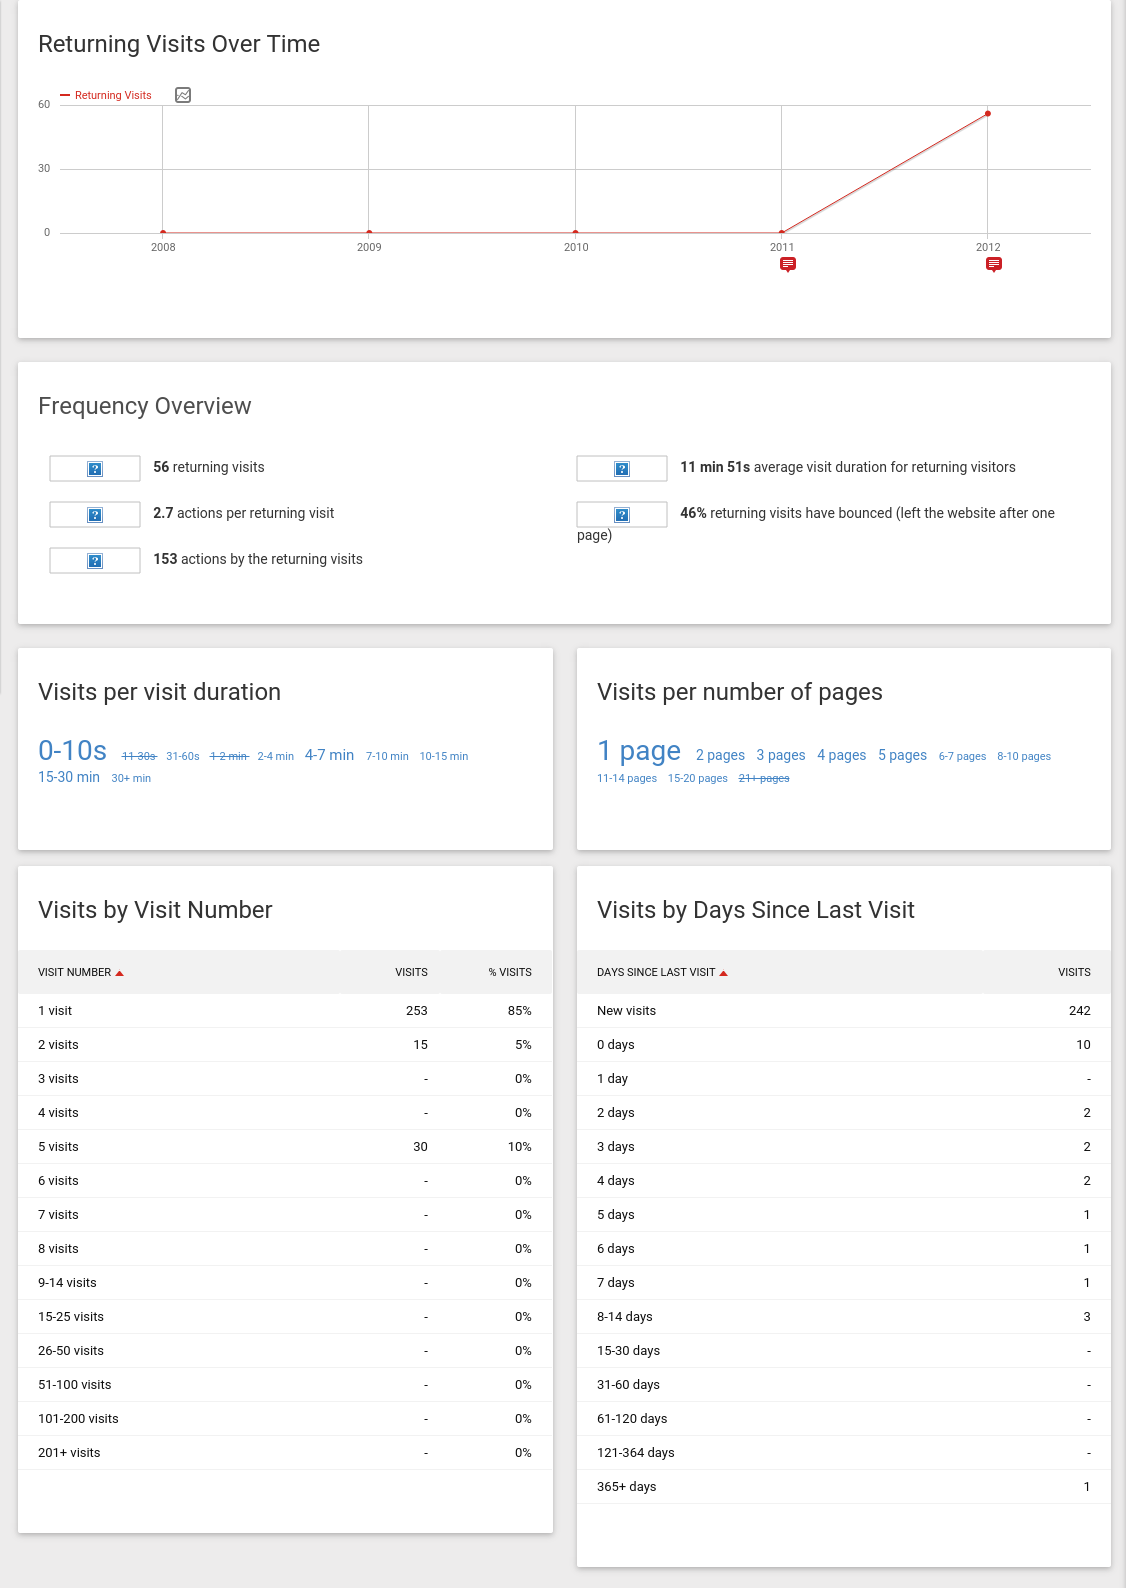 Returning Visits Over Time
Returning Visits
60
30
0
2008 2009 2010 2011 2012
Frequency Overview
56 returning visits
2.7 actions per returning visit
153 actions by the returning visits
11 min 51s average visit duration for returning visitors
46% returning visits have bounced (left the website after one
page)
Visits per visit duration
0-10s 11-30s 31-60s 1-2 min 2-4 min 4-7 min 7-10 min 10-15 min
15-30 min 30+ min
Visits per number of pages
1 page 2 pages 3 pages 4 pages 5 pages 6-7 pages 8-10 pages
11-14 pages 15-20 pages 21+ pages
Visits by Visit Number
VISIT NUMBER VISITS % VISITS
1 visit 253 85%
2 visits 15 5%
3 visits - 0%
4 visits - 0%
5 visits 30 10%
6 visits - 0%
7 visits - 0%
8 visits - 0%
9-14 visits - 0%
15-25 visits - 0%
26-50 visits - 0%
51-100 visits - 0%
101-200 visits - 0%
201+ visits - 0%
Visits by Days Since Last Visit
DAYS SINCE LAST VISIT VISITS
New visits 242
0 days 10
1 day -
2 days 2
3 days 2
4 days 2
5 days 1
6 days 1
7 days 1
8-14 days 3
15-30 days -
31-60 days -
61-120 days -
121-364 days -
365+ days 1